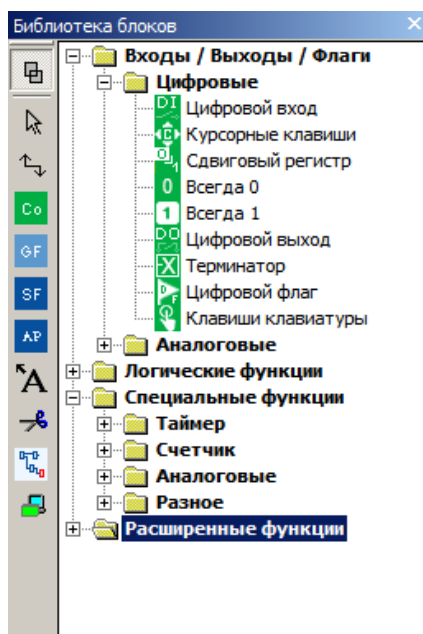 Библиотека блоков
Входы / Выходы / Флаги
Цифровые
DI Цифровой вход
C Курсорные клавиши
Сдвиговый регистр
0 Всегда 0
1 Всегда 1
DO Цифровой выход
X Терминатор
Цифровой флаг
Клавиши клавиатуры
Аналоговые
Логические функции
Специальные функции
Таймер
Счетчик
Аналоговые
Разное
Расширенные функции
Co
GF
SF
AP
A